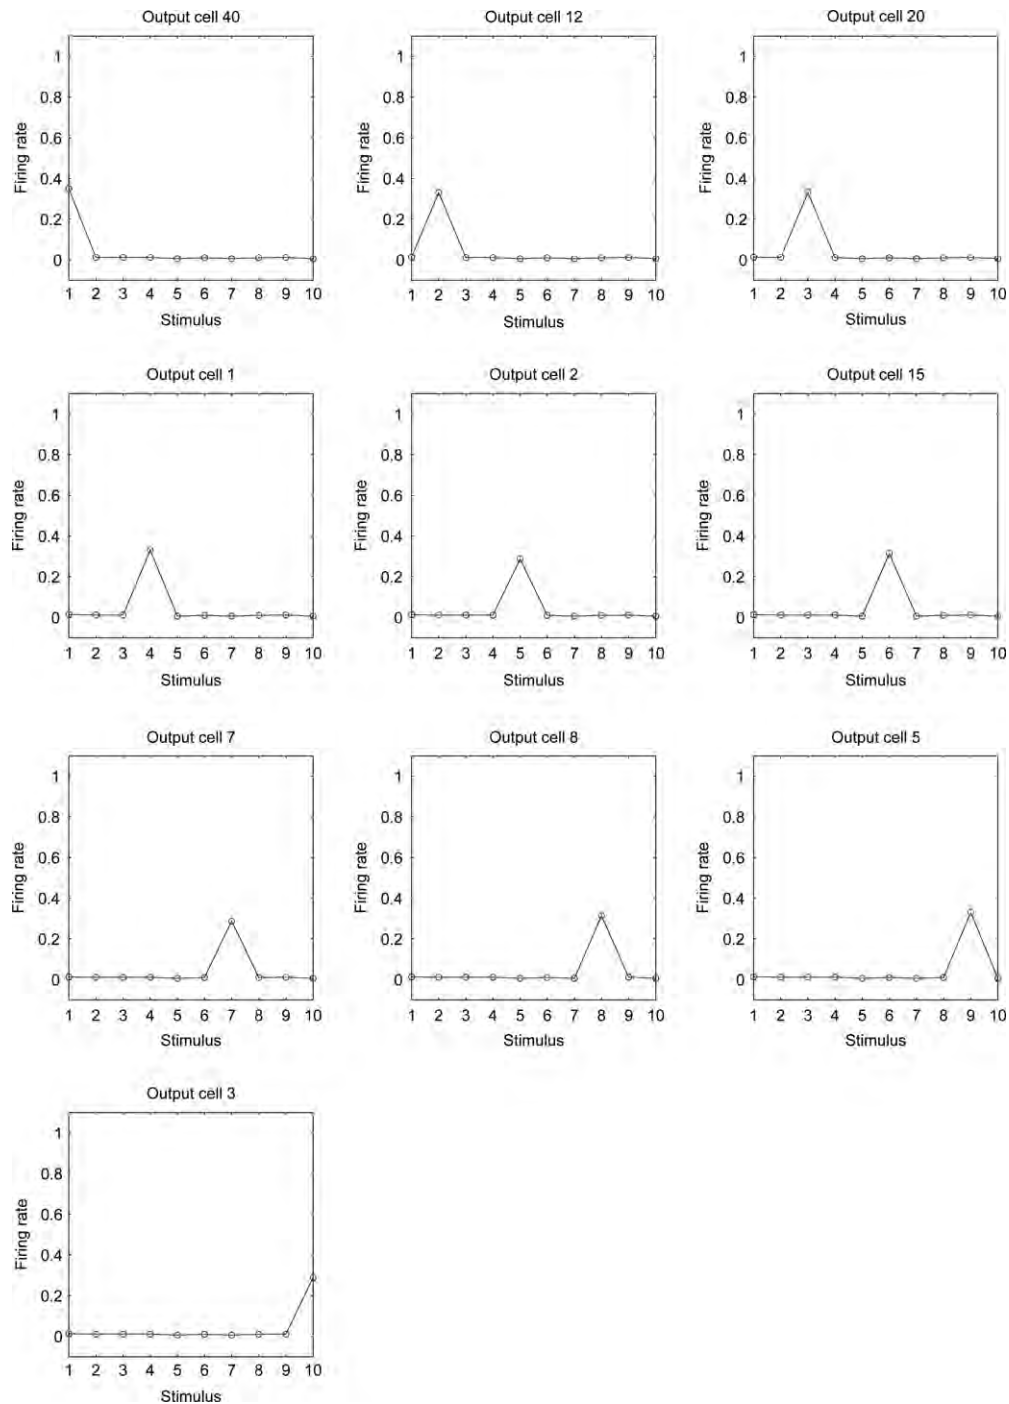 Output cell 40
1
0.8
0.6
0.4
0.2
0
Firing rate
1 2 3 4 5 6 7 8 9 10
Stimulus
Output cell 12
1
0.8
0.6
0.4
0.2
0
Firing rate
1 2 3 4 5 6 7 8 9 10
Stimulus
Output cell 20
1
0.8
0.6
0.4
0.2
0
Firing rate
1 2 3 4 5 6 7 8 9 10
Stimulus
Output cell 1
1
0.8
0.6
0.4
0.2
0
Firing rate
1 2 3 4 5 6 7 8 9 10
Stimulus
Output cell 2
1
0.8
0.6
0.4
0.2
0
Firing rate
1 2 3 4 5 6 7 8 9 10
Stimulus
Output cell 15
1
0.8
0.6
0.4
0.2
0
Firing rate
1 2 3 4 5 6 7 8 9 10
Stimulus
Output cell 7
1
0.8
0.6
0.4
0.2
0
Firing rate
1 2 3 4 5 6 7 8 9 10
Stimulus
Output cell 8
1
0.8
0.6
0.4
0.2
0
Firing rate
1 2 3 4 5 6 7 8 9 10
Stimulus
Output cell 5
1
0.8
0.6
0.4
0.2
0
Firing rate
1 2 3 4 5 6 7 8 9 10
Stimulus
Output cell 3
1
0.8
0.6
0.4
0.2
0
Firing rate
1 2 3 4 5 6 7 8 9 10
Stimulus